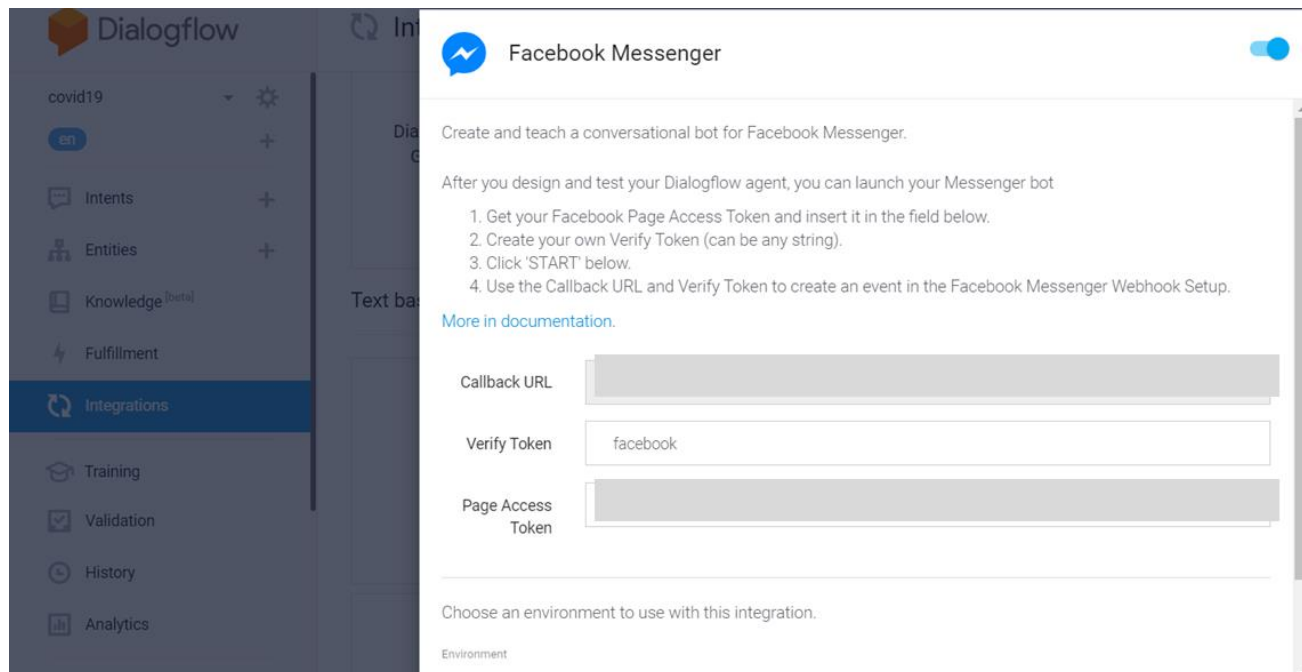 Dialogflow
covid19
en
Intents
Entities
Knowledge [beta]
Fulfillment
Integrations
Training
Validation
History
Analytics
Int
Dia
G
Text bas
Facebook Messenger
Create and teach a conversational bot for Facebook Messenger.
After you design and test your Dialogflow agent, you can launch your Messenger bot
1. Get your Facebook Page Access Token and insert it in the field below.
2. Create your own Verify Token (can be any string).
3. Click 'START' below.
4. Use the Callback URL and Verify Token to create an event in the Facebook Messenger Webhook Setup.
More in documentation.
Callback URL
Verify Token
facebook
Page Access
Token
Choose an environment to use with this integration.
Environment